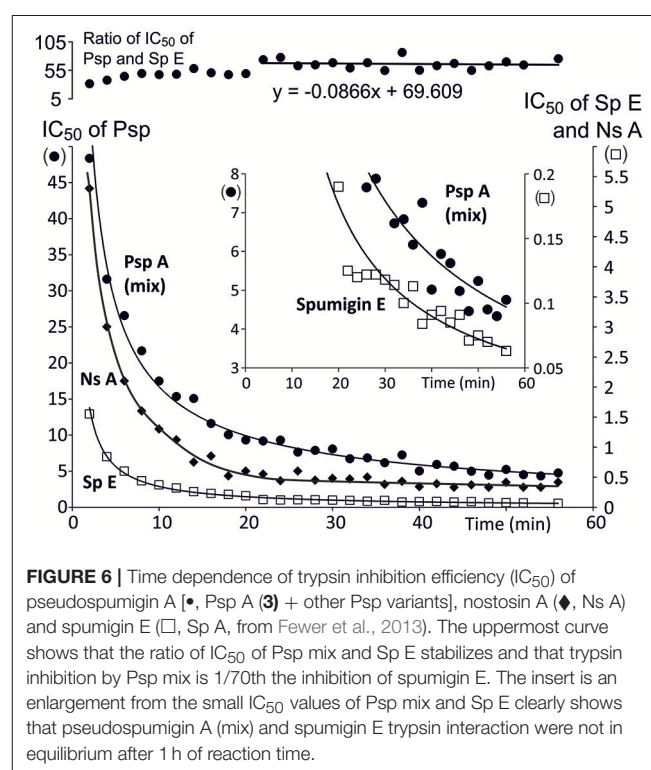 105
55
5
Ratio of IC50 of
Psp and Sp E
y = -0.0866x + 69.609
IC50 of Psp
(●)
IC50 of Sp E
and Ns A
(□)
45
40
35
30
25
20
15
10
5
0
5.5
5
4.5
4
3.5
3
2.5
2
1.5
1
0.5
0
Psp A
(mix)
Ns A
Sp E
0
10
20
30
40
Time (min)
60
(●)
8
7
6
5
4
3
(□)
0.2
0.15
0.1
0.05
Psp A
(mix)
Spumigin E
0
10
20
30
Time (min)
60
FIGURE 6 | Time dependence of trypsin inhibition efficiency (IC50) of
pseudospumigin A [•, Psp A (3) + other Psp variants], nostosin A (◆, Ns A)
and spumigin E (□, Sp A, from Fewer et al., 2013). The uppermost curve
shows that the ratio of IC50 of Psp mix and Sp E stabilizes and that trypsin
inhibition by Psp mix is 1/70th the inhibition of spumigin E. The insert is an
enlargement from the small IC50 values of Psp mix and Sp E clearly shows
that pseudospumigin A (mix) and spumigin E trypsin interaction were not in
equilibrium after 1 h of reaction time.